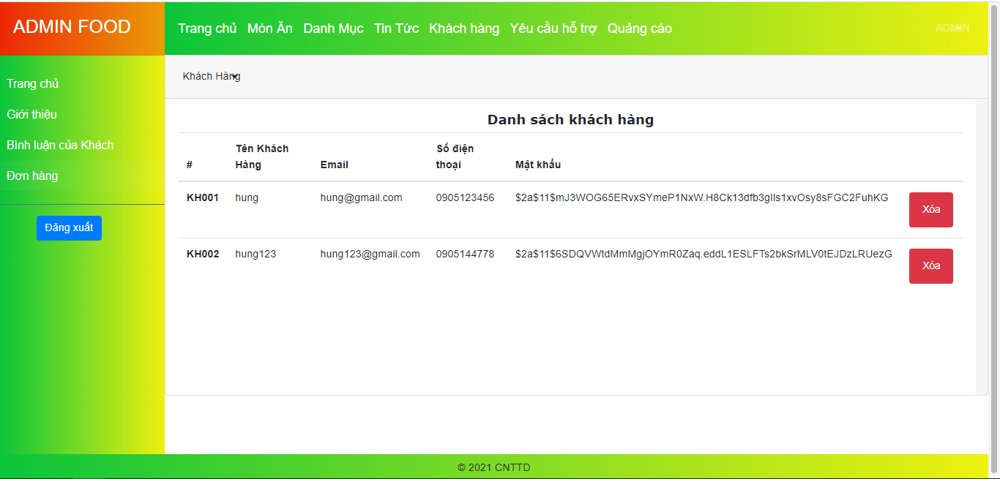 ADMIN FOOD
Trang chủ Món Ăn Danh Mục Tin Tức Khách hàng Yêu cầu hỗ trợ Quảng cáo ADMIN
Khách Hàng
Trang chủ
Giới thiệu
Bình luận của Khách
Đơn hàng
Đăng xuất
Danh sách khách hàng
# Tên Khách Hàng Email Số điện thoại Mật khẩu
KH001 hung hung@gmail.com 0905123456 $2a$11$mJ3WOG65ERvxSYmeP1NxW.H8Ck13dfb3glls1xvOsy8sFGC2FuhKG Xóa
KH002 hung123 hung123@gmail.com 0905144778 $2a$11$6SDQVWtdMmMgjOYmR0Zaq.eddL1ESLFTs2bkSrMLV0tEJDzLRUezG Xóa
© 2021 CNTTD